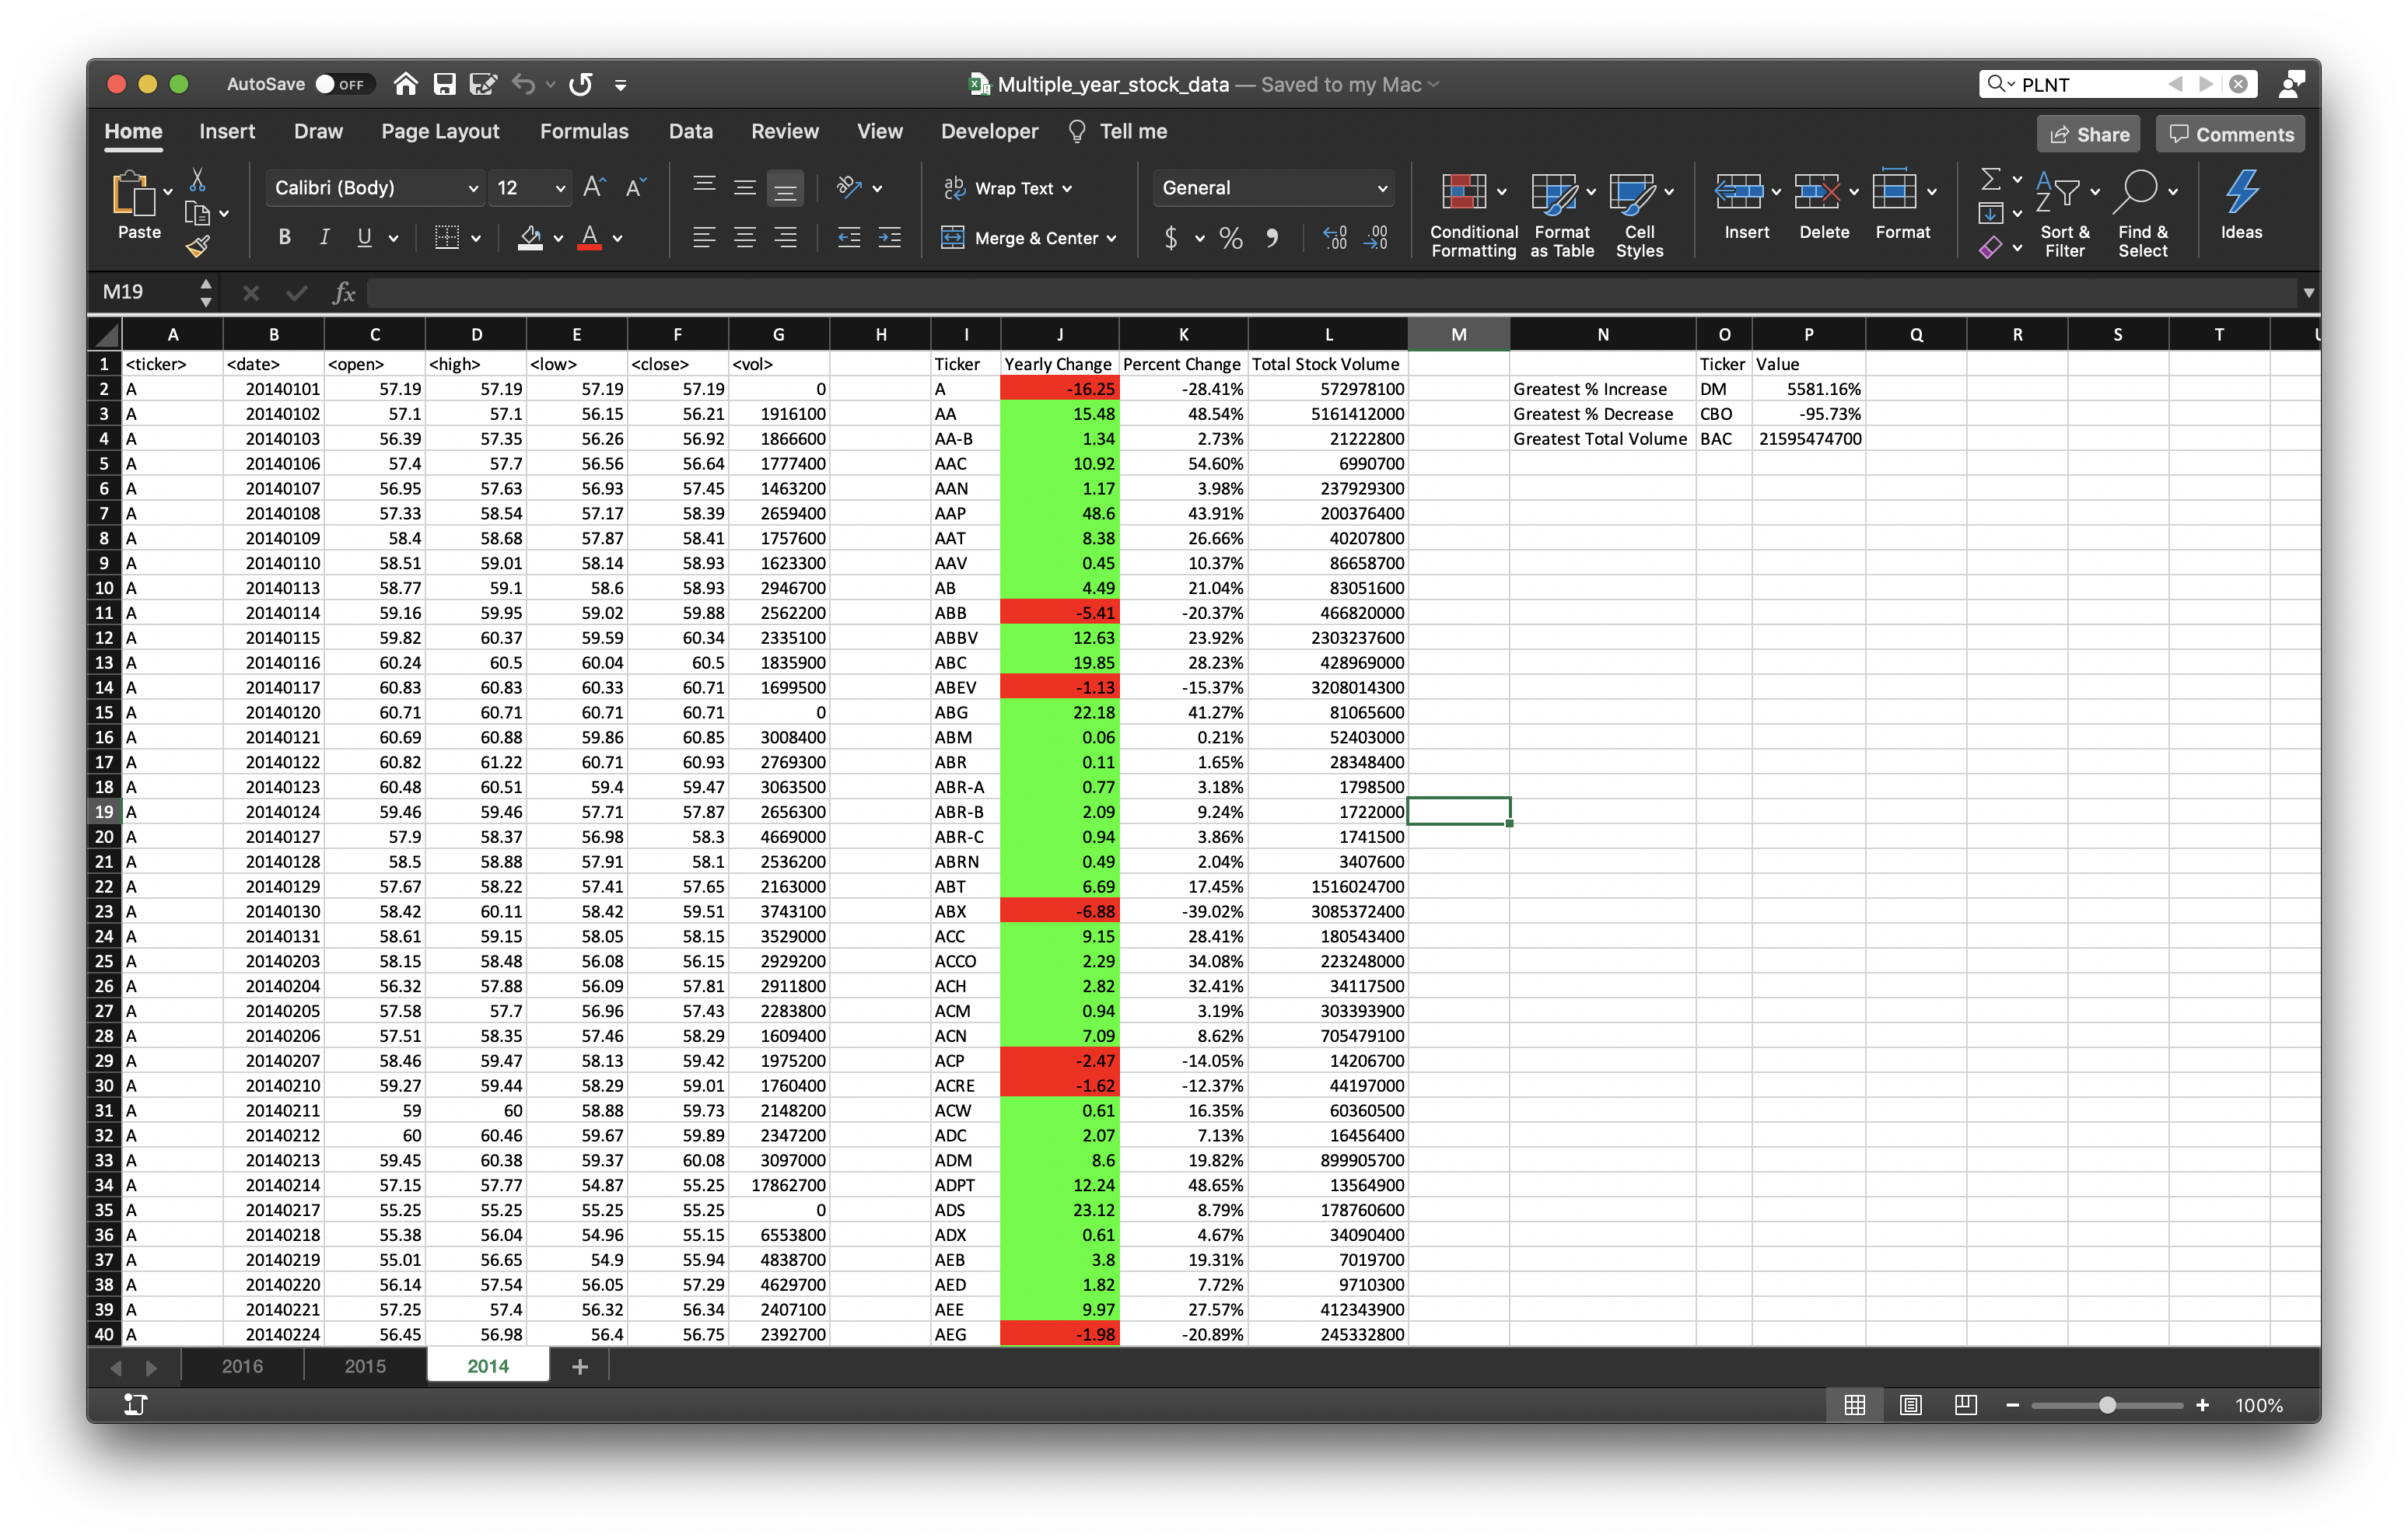 AutoSave OFF Multiple_year_stock_data — Saved to my Mac PLNT
Home Insert Draw Page Layout Formulas Data Review View Developer Tell me Share Comments
Paste Calibri (Body) 12 Wrap Text General Conditional Formatting Format as Table Cell Styles Insert Delete Format Sort & Filter Find & Select Ideas
B I U Merge & Center $ %
M19 fx
A B C D E F G H I J K L M N O P Q R S T
1 <ticker> <date> <open> <high> <low> <close> <vol> Ticker Yearly Change Percent Change Total Stock Volume Ticker Value
2 A 20140101 57.19 57.19 57.19 57.19 0 A -16.25 -28.41% 572978100 Greatest % Increase DM 5581.16%
3 A 20140102 57.1 57.1 56.15 56.21 1916100 AA 15.48 48.54% 5161412000 Greatest % Decrease CBO -95.73%
4 A 20140103 56.39 57.35 56.26 56.92 1866600 AA-B 1.34 2.73% 21222800 Greatest Total Volume BAC 21595474700
5 A 20140106 57.4 57.7 56.56 56.64 1777400 AAC 10.92 54.60% 6990700
6 A 20140107 56.95 57.63 56.93 57.45 1463200 AAN 1.17 3.98% 237929300
7 A 20140108 57.33 58.54 57.17 58.39 2659400 AAP 48.6 43.91% 200376400
8 A 20140109 58.4 58.68 57.87 58.41 1757600 AAT 8.38 26.66% 40207800
9 A 20140110 58.51 59.01 58.14 58.93 1623300 AAV 0.45 10.37% 86658700
10 A 20140113 58.77 59.1 58.6 58.93 2946700 AB 4.49 21.04% 83051600
11 A 20140114 59.16 59.95 59.02 59.88 2562200 ABB -5.41 -20.37% 466820000
12 A 20140115 59.82 60.37 59.59 60.34 2335100 ABBV 12.63 23.92% 2303237600
13 A 20140116 60.24 60.5 60.04 60.5 1835900 ABC 19.85 28.23% 428969000
14 A 20140117 60.83 60.83 60.33 60.71 1699500 ABEV -1.13 -15.37% 3208014300
15 A 20140120 60.71 60.71 60.71 60.71 0 ABG 22.18 41.27% 81065600
16 A 20140121 60.69 60.88 59.86 60.85 3008400 ABM 0.06 0.21% 52403000
17 A 20140122 60.82 61.22 60.71 60.93 2769300 ABR 0.11 1.65% 28348400
18 A 20140123 60.48 60.51 59.4 59.47 3063500 ABR-A 0.77 3.18% 1798500
19 A 20140124 59.46 59.46 57.71 57.87 2656300 ABR-B 2.09 9.24% 1722000
20 A 20140127 57.9 58.37 56.98 58.3 4669000 ABR-C 0.94 3.86% 1741500
21 A 20140128 58.5 58.88 57.91 58.1 2536200 ABRN 0.49 2.04% 3407600
22 A 20140129 57.67 58.22 57.41 57.65 2163000 ABT 6.69 17.45% 1516024700
23 A 20140130 58.42 60.11 58.42 59.51 3743100 ABX -6.88 -39.02% 3085372400
24 A 20140131 58.61 59.15 58.05 58.15 3529000 ACC 9.15 28.41% 180543400
25 A 20140203 58.15 58.48 56.08 56.15 2929200 ACCO 2.29 34.08% 223248000
26 A 20140204 56.32 57.88 56.09 57.81 2911800 ACH 2.82 32.41% 34117500
27 A 20140205 57.58 57.7 56.96 57.43 2283800 ACM 0.94 3.19% 303393900
28 A 20140206 57.51 58.35 57.46 58.29 1609400 ACN 7.09 8.62% 705479100
29 A 20140207 58.46 59.47 58.13 59.42 1975200 ACP -2.47 -14.05% 14206700
30 A 20140210 59.27 59.44 58.29 59.01 1760400 ACRE -1.62 -12.37% 44197000
31 A 20140211 59 60 58.88 59.73 2148200 ACW 0.61 16.35% 60360500
32 A 20140212 60 60.46 59.67 59.89 2347200 ADC 2.07 7.13% 16456400
33 A 20140213 59.45 60.38 59.37 60.08 3097000 ADM 8.6 19.82% 899905700
34 A 20140214 57.15 57.77 54.87 55.25 17862700 ADPT 12.24 48.65% 13564900
35 A 20140217 55.25 55.25 55.25 55.25 0 ADS 23.12 8.79% 178760600
36 A 20140218 55.38 56.04 54.96 55.15 6553800 ADX 0.61 4.67% 34090400
37 A 20140219 55.01 56.65 54.9 55.94 4838700 AEB 3.8 19.31% 7019700
38 A 20140220 56.14 57.54 56.05 57.29 4629700 AED 1.82 7.72% 9710300
39 A 20140221 57.25 57.4 56.32 56.34 2407100 AEE 9.97 27.57% 412343900
40 A 20140224 56.45 56.98 56.4 56.75 2392700 AEG -1.98 -20.89% 245332800
2016 2015 2014 +
100%